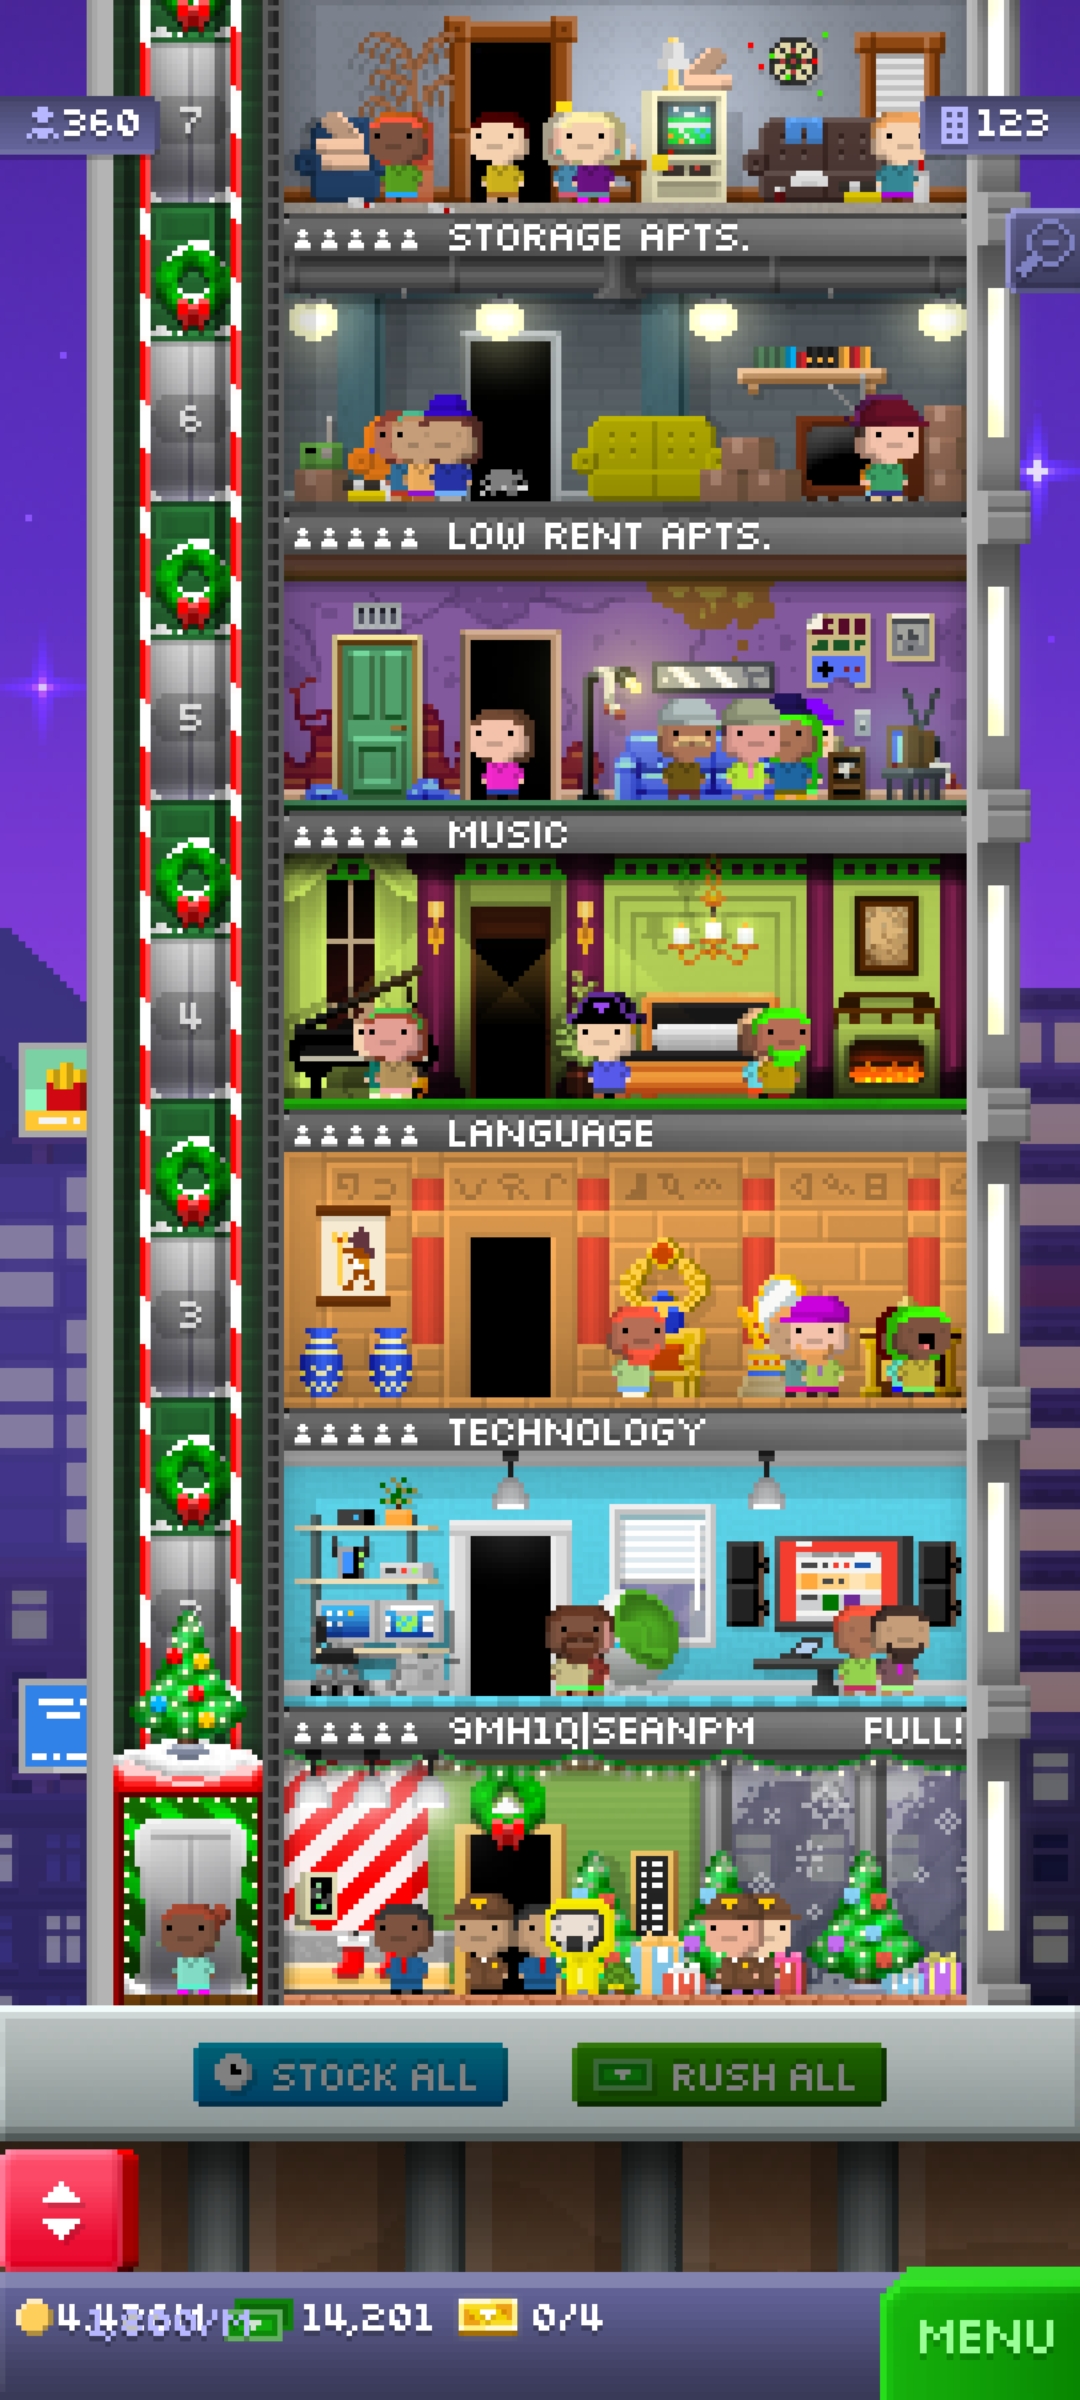 7
360
123
STORAGE APTS.
6
LOW RENT APTS.
5
MUSIC
4
LANGUAGE
3
TECHNOLOGY
9MH1Q|SEANPM FULL!
STOCK ALL
RUSH ALL
14,201
0/4
MENU